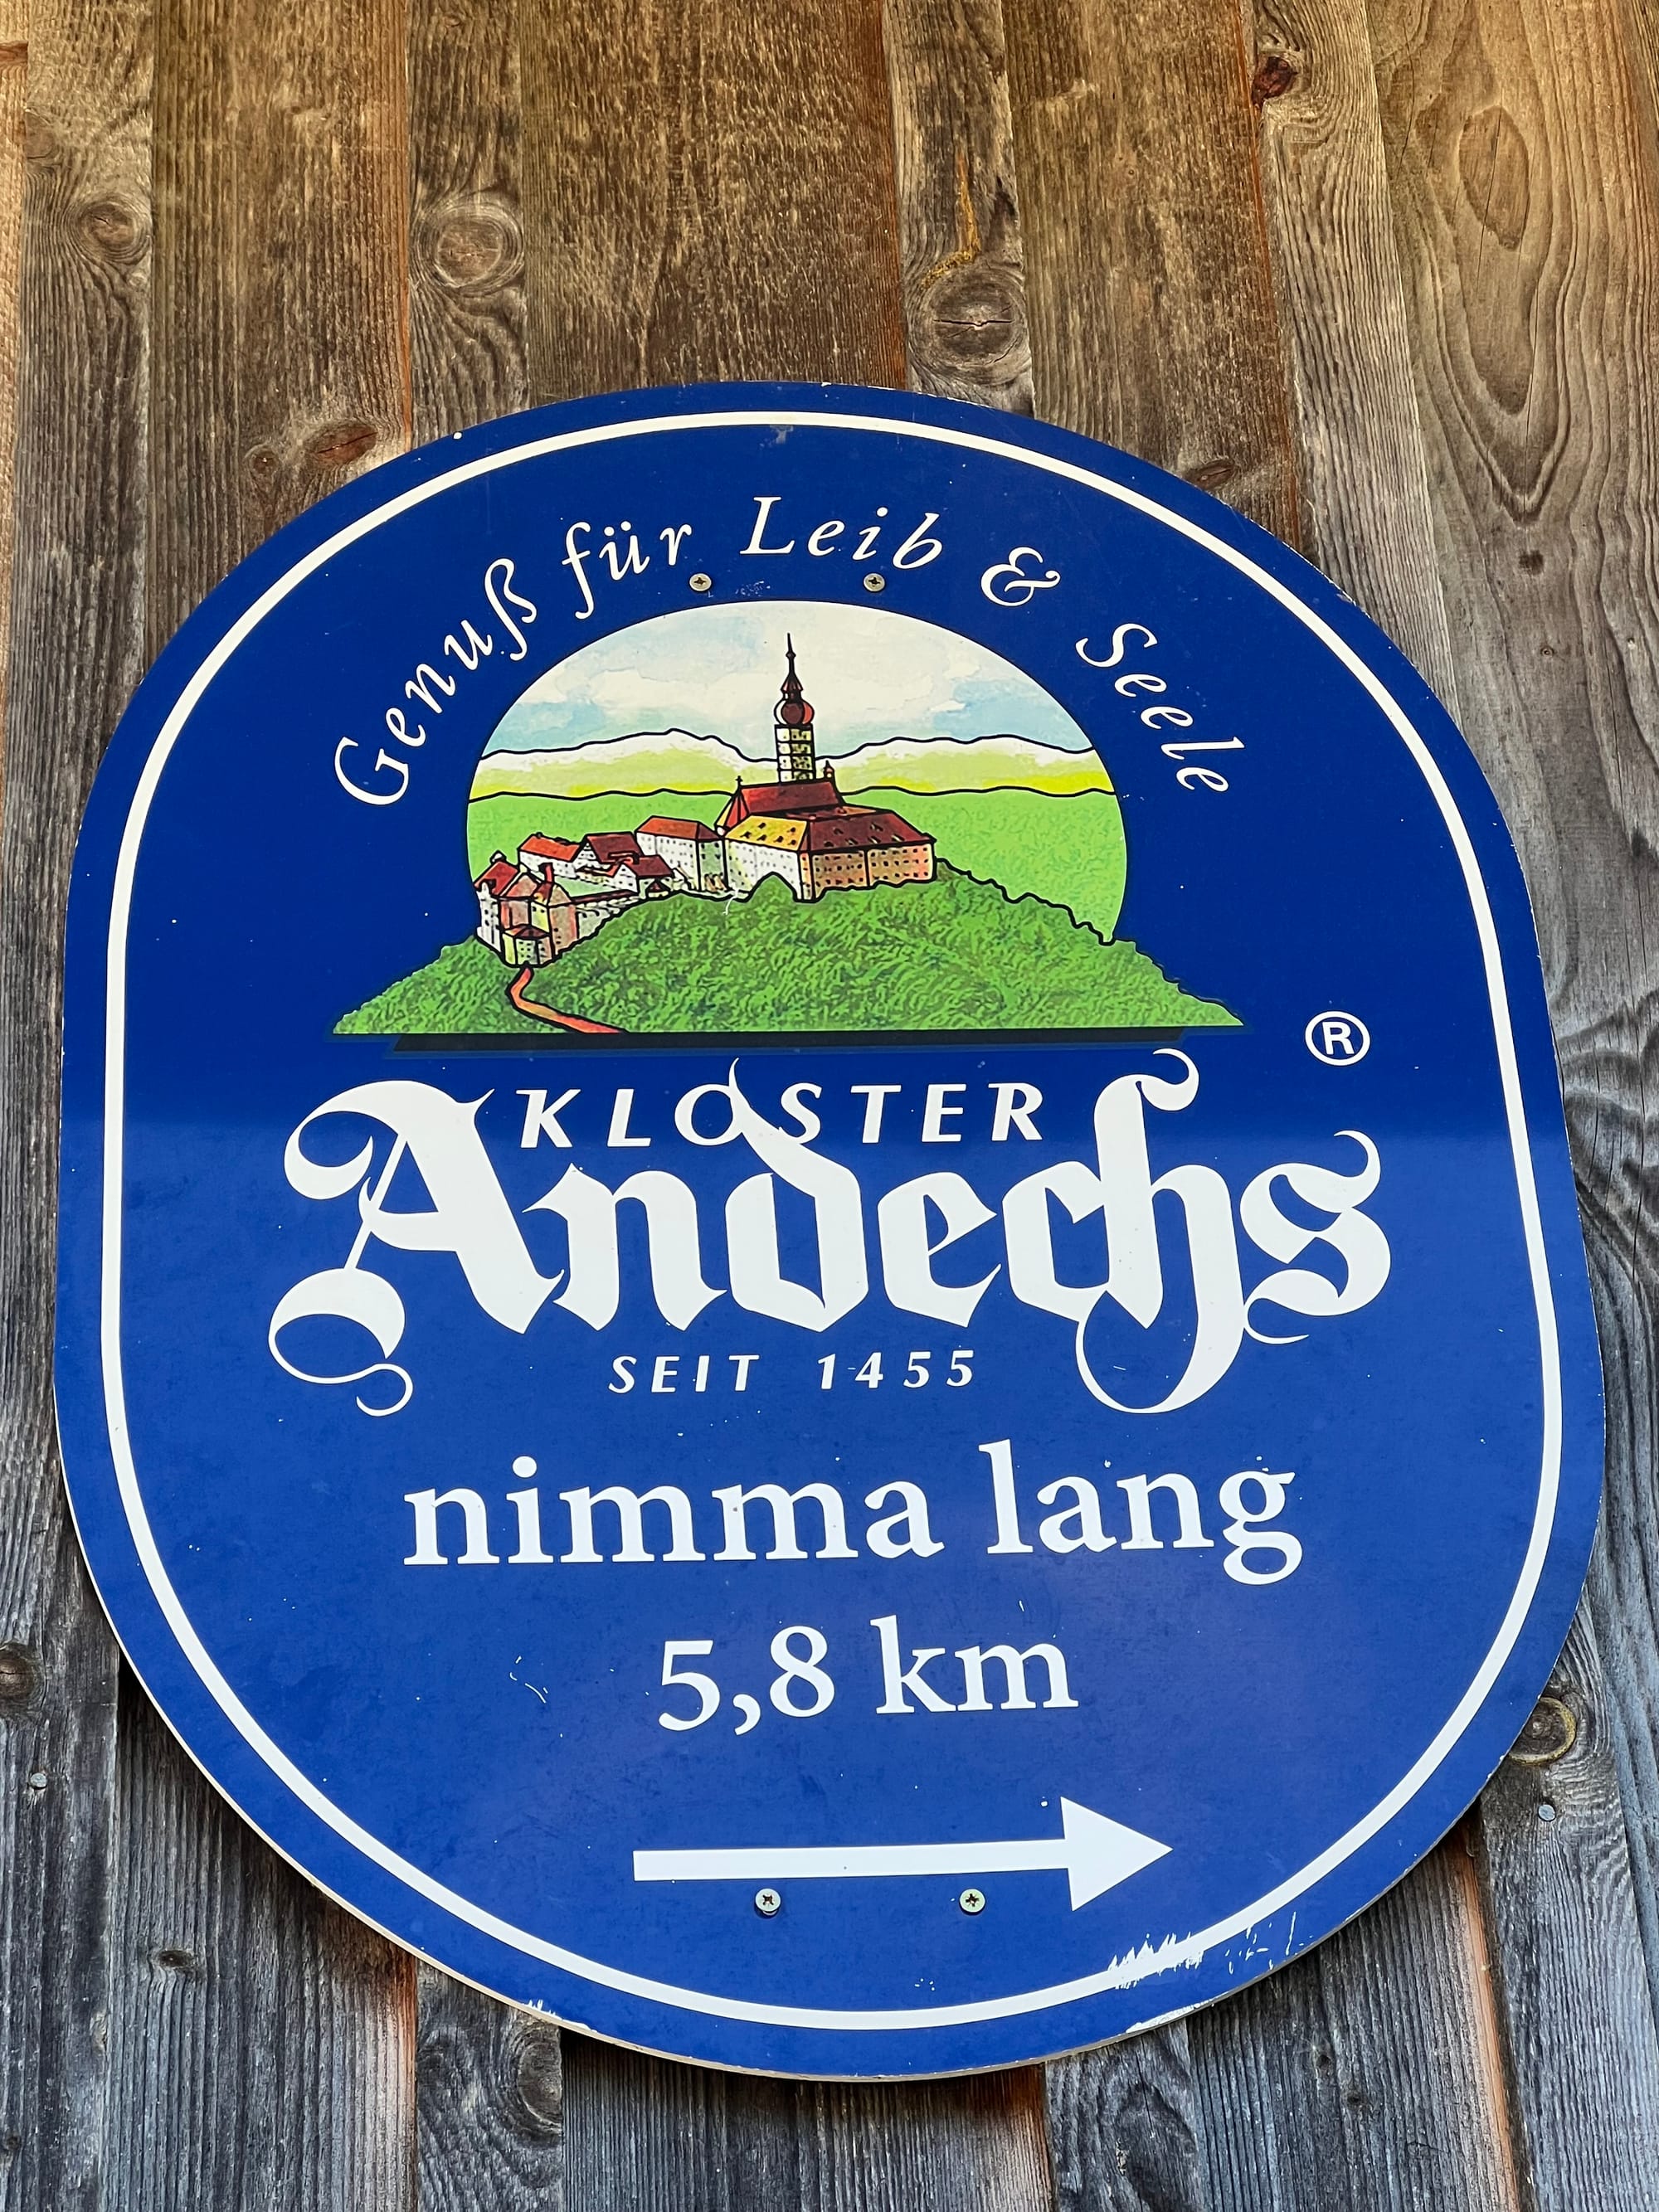 Genuß für Leib & Seele
®
KLOSTER
Andechs
SEIT 1455
nimma lang
5,8 km